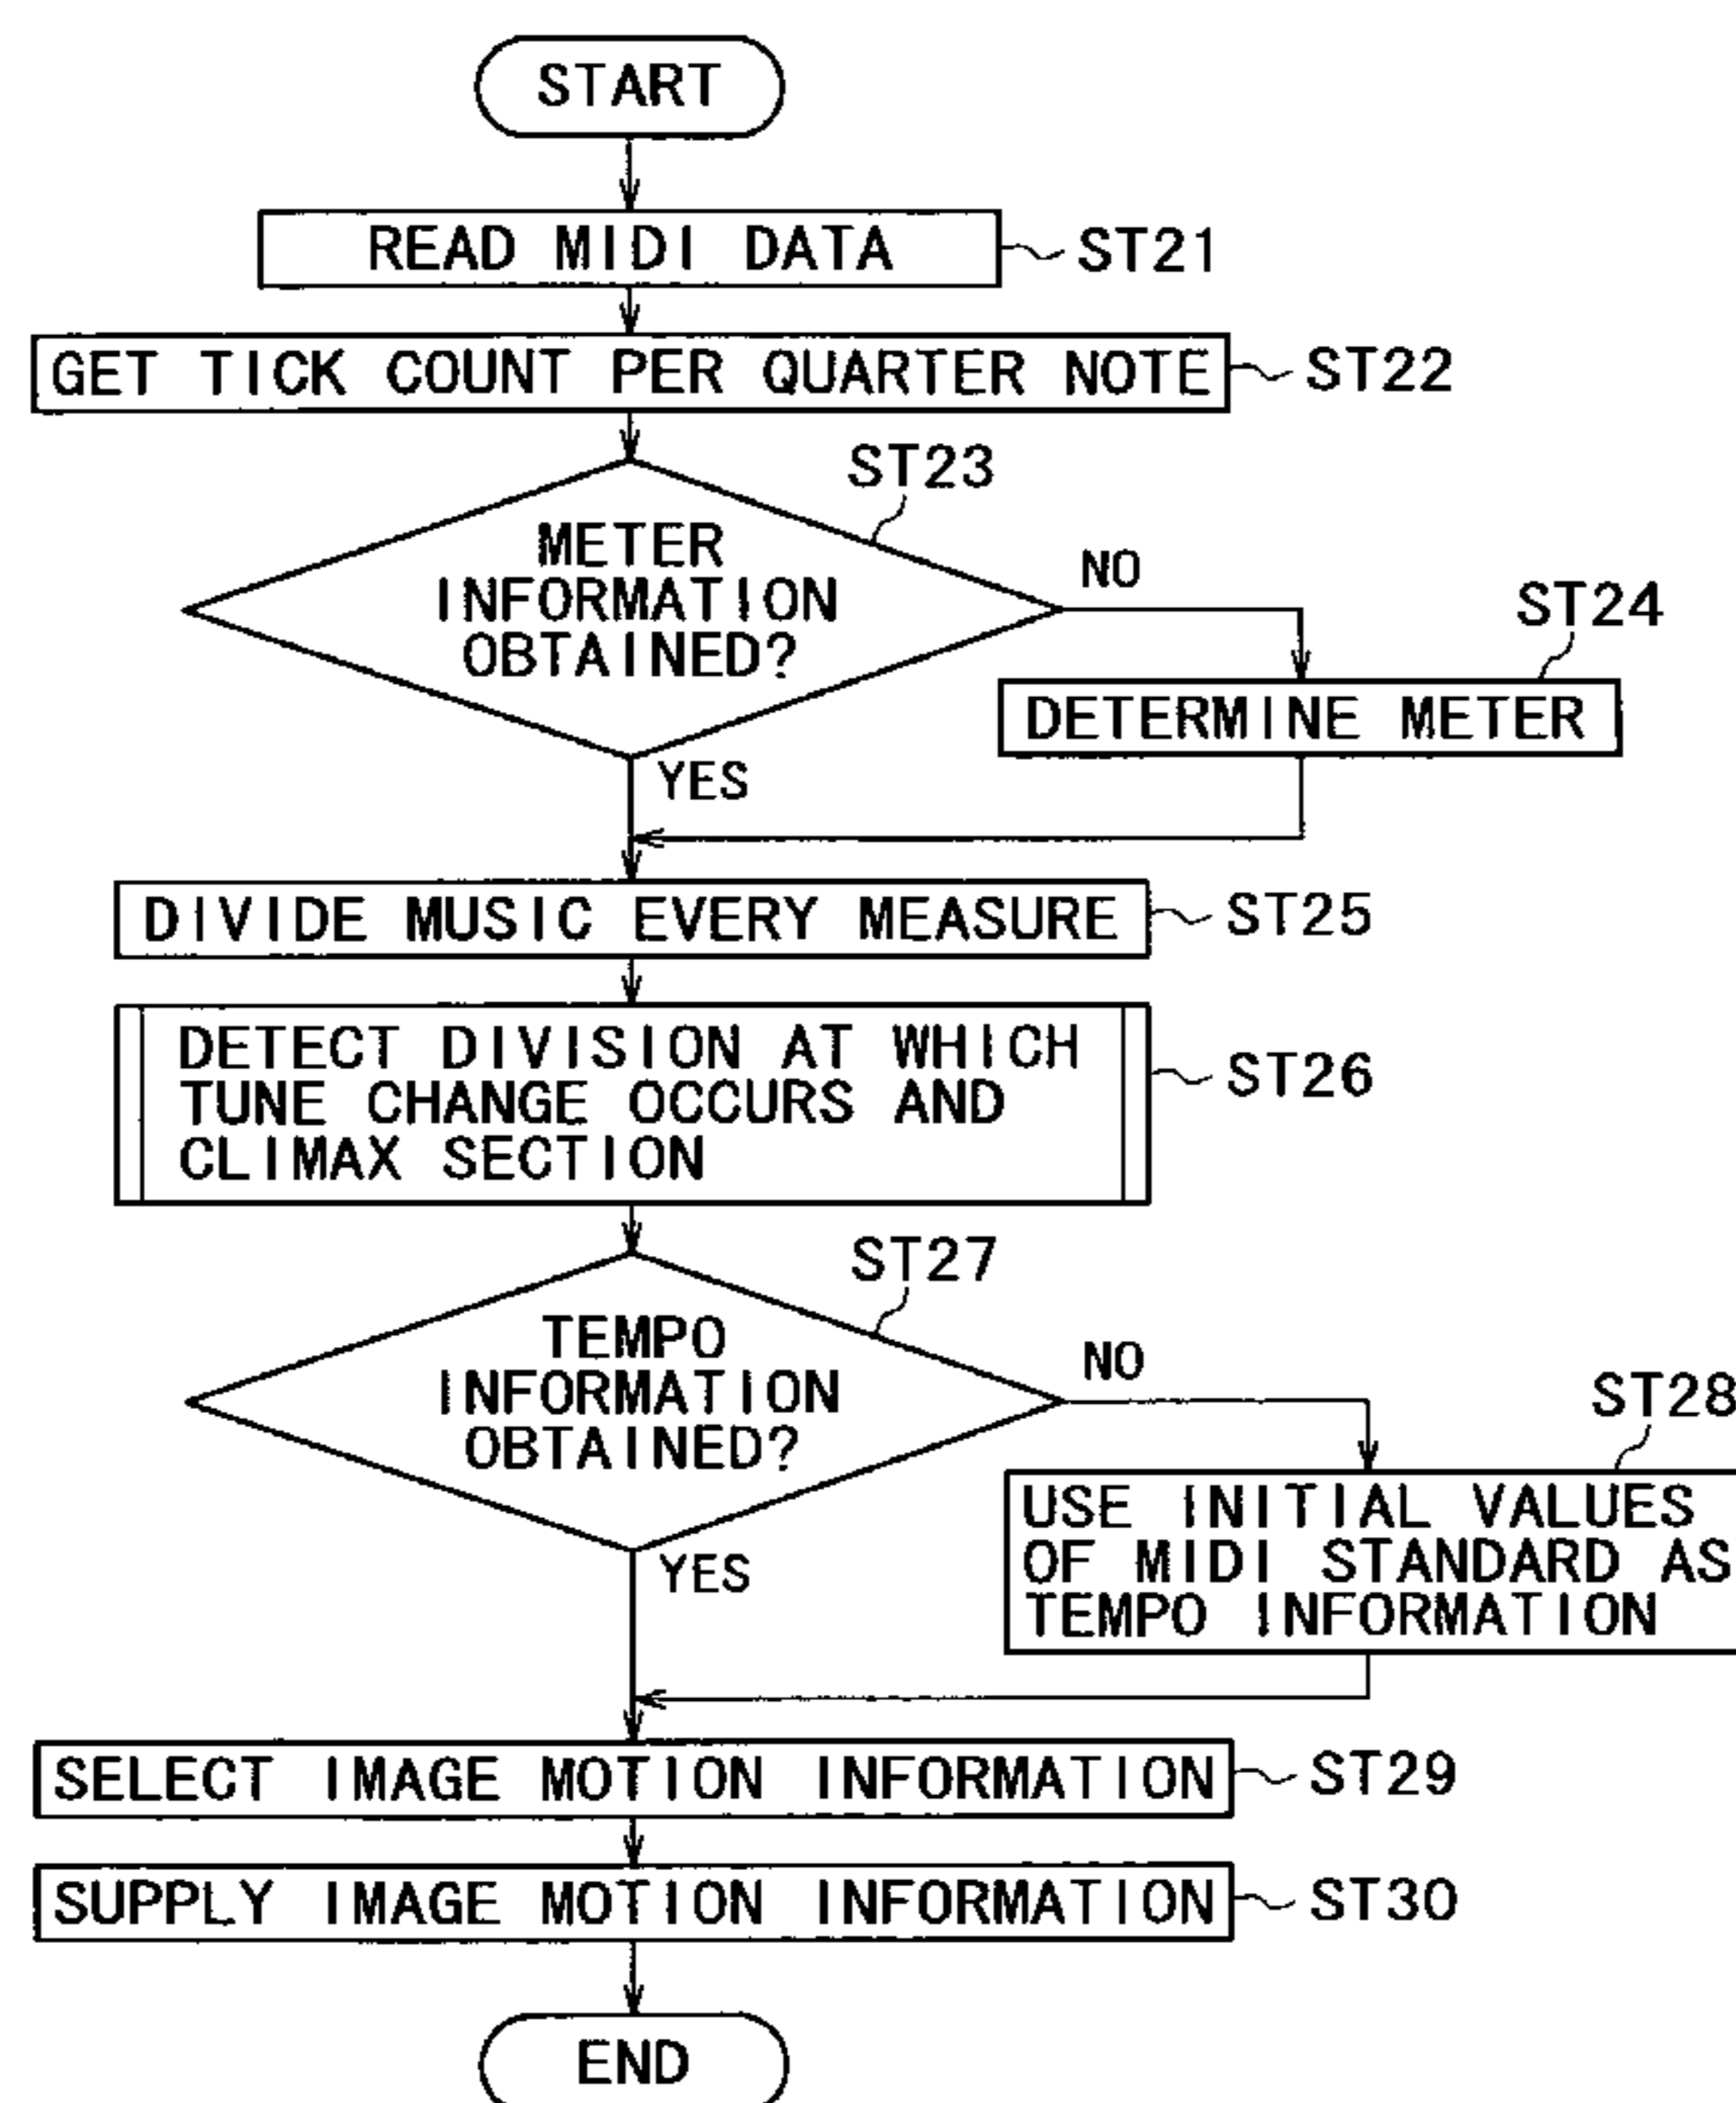 START
READ MIDI DATA
ST21
GET TICK COUNT PER QUARTER NOTE
ST22
ST23
METER
INFORMATION
OBTAINED?
NO
ST24
DETERMINE METER
YES
DIVIDE MUSIC EVERY MEASURE
ST25
DETECT DIVISION AT WHICH
TUNE CHANGE OCCURS AND
CLIMAX SECTION
ST26
ST27
TEMPO
INFORMATION
OBTAINED?
NO
ST28
USE INITIAL VALUES
OF MIDI STANDARD AS
TEMPO INFORMATION
YES
SELECT IMAGE MOTION INFORMATION
ST29
SUPPLY IMAGE MOTION INFORMATION
ST30
END